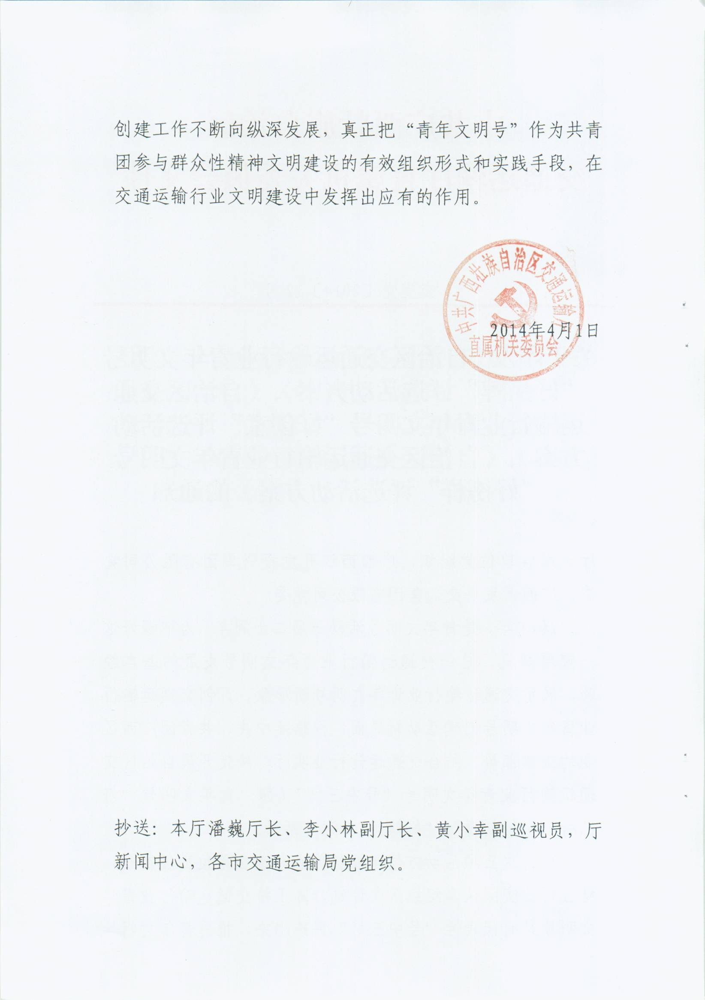 创建工作不断向纵深发展，真正把“青年文明号”作为共青
团参与群众性精神文明建设的有效组织形式和实践手段，在
交通运输行业文明建设中发挥出应有的作用。
中共广西壮族自治区交通运输厅
直属机关委员会
2014年4月1日
抄送：本厅潘巍厅长、李小林副厅长、黄小幸副巡视员，厅
新闻中心，各市交通运输局党组织。